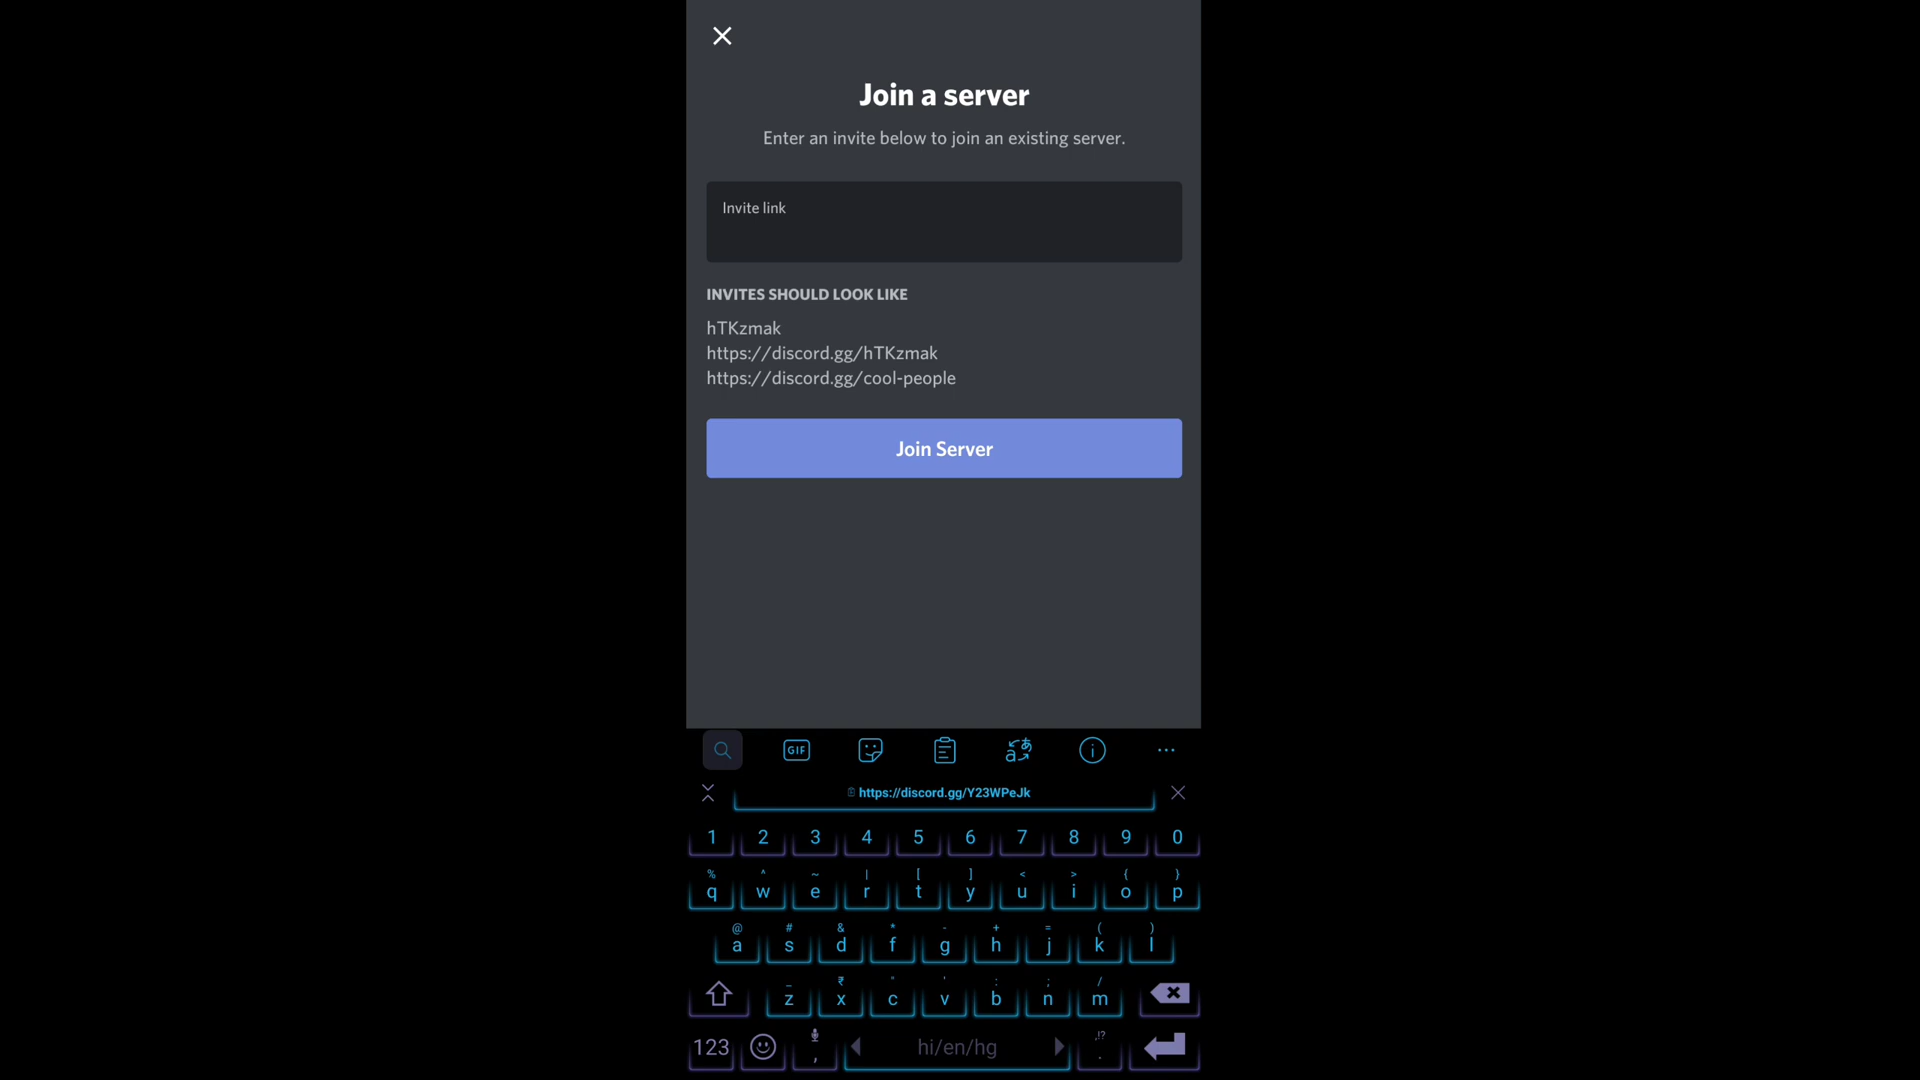 Join a server
Enter an invite below to join an existing server.
Invite link
INVITES SHOULD LOOK LIKE
hTKzmak
https://discord.gg/hTKzmak
https://discord.gg/cool-people
Join Server
GIF
https://discord.gg/Y23WPeJk
1 2 3 4 5 6 7 8 9 0
% ^ ~ | [ ] < > { }
q w e r t y u i o p
@ # & * - + = ( )
a s d f g h j k l
_ ₹ " ' : ; /
z x c v b n m
,!?
123 , hi/en/hg .